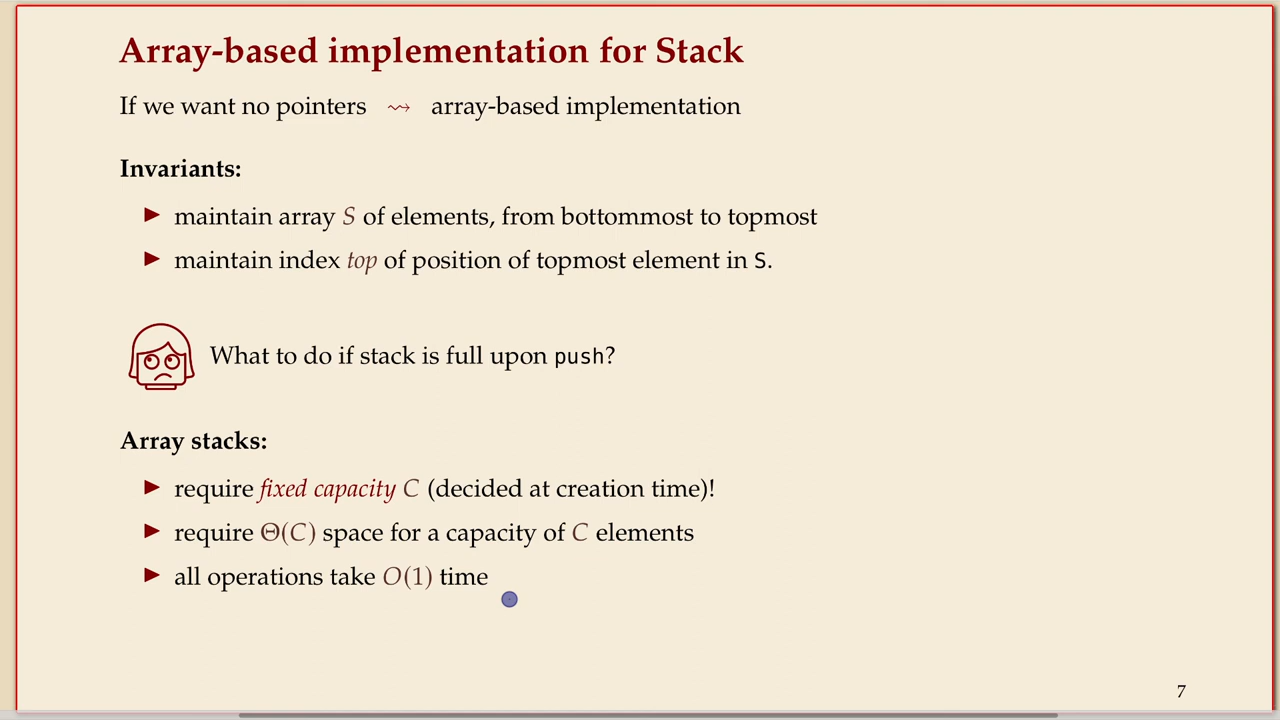 Array-based implementation for Stack
If we want no pointers ⇝ array-based implementation
Invariants:
▶ maintain array S of elements, from bottommost to topmost
▶ maintain index top of position of topmost element in S.
What to do if stack is full upon push?
Array stacks:
▶ require fixed capacity C (decided at creation time)!
▶ require Θ(C) space for a capacity of C elements
▶ all operations take O(1) time
7